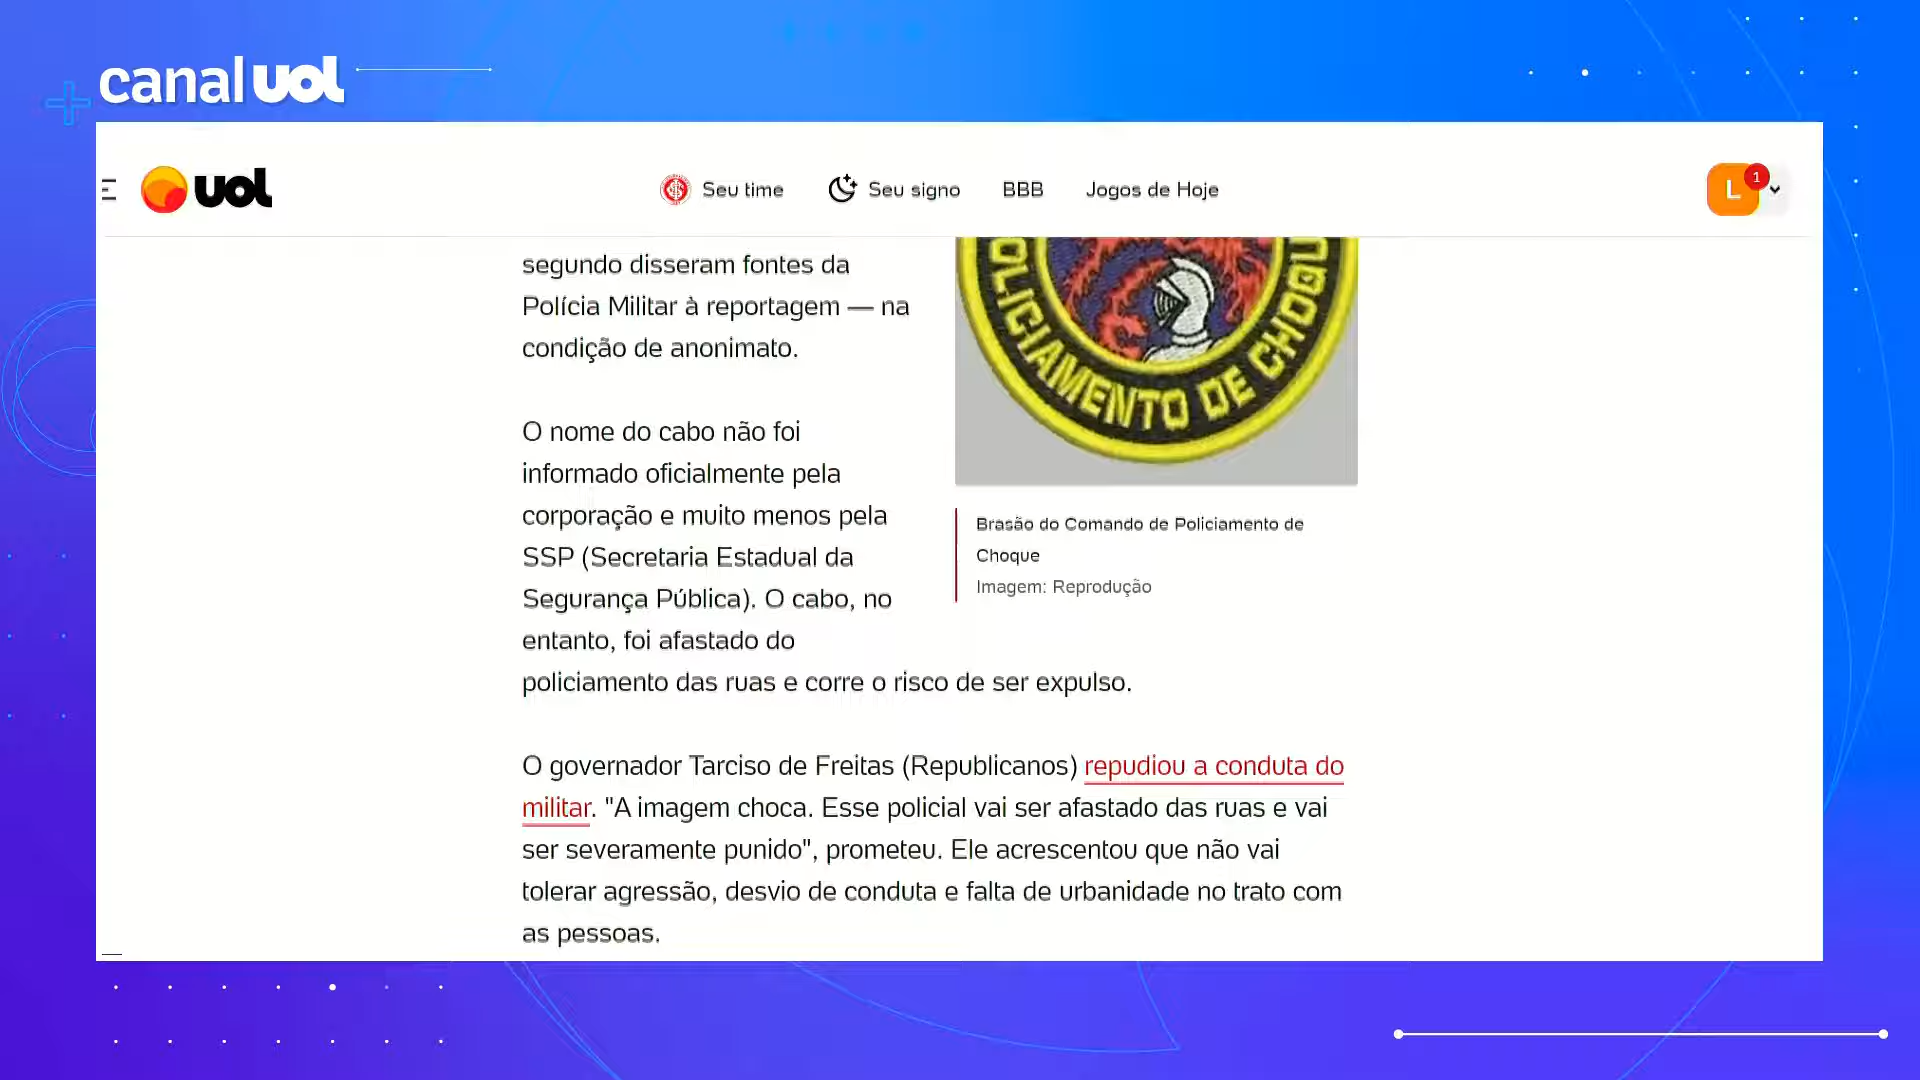 canal uol
uol
Seu time
Seu signo
BBB
Jogos de Hoje
L
1
segundo disseram fontes da
Polícia Militar à reportagem — na
condição de anonimato.
O nome do cabo não foi
informado oficialmente pela
corporação e muito menos pela
SSP (Secretaria Estadual da
Segurança Pública). O cabo, no
entanto, foi afastado do
policiamento das ruas e corre o risco de ser expulso.
OLICIAMENTO DE CHOQU
Brasão do Comando de Policiamento de
Choque
Imagem: Reprodução
O governador Tarciso de Freitas (Republicanos) repudiou a conduta do
militar. "A imagem choca. Esse policial vai ser afastado das ruas e vai
ser severamente punido", prometeu. Ele acrescentou que não vai
tolerar agressão, desvio de conduta e falta de urbanidade no trato com
as pessoas.